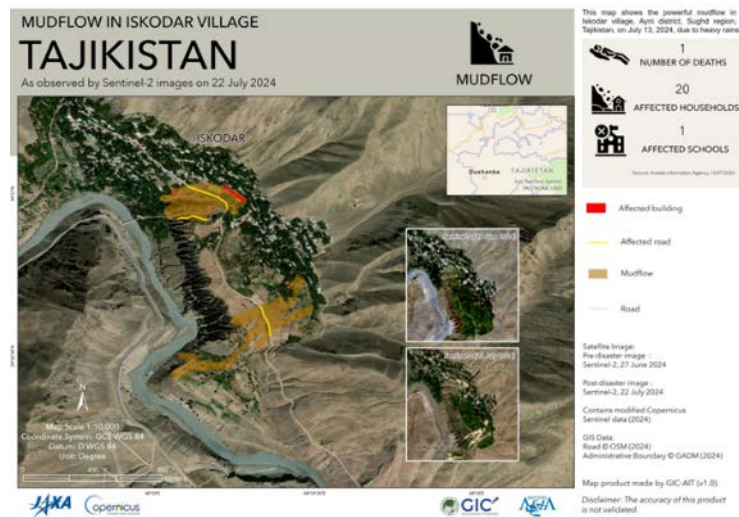 MUDFLOW IN ISKODAR VILLAGE
TAJIKISTAN
As observed by Sentinel-2 images on 22 July 2024
MUDFLOW
This map shows the powerful mudflow in
Iskodar village, Ayni district, Sughd region,
Tajikistan, on July 13, 2024, due to heavy rains
1
NUMBER OF DEATHS
20
AFFECTED HOUSEHOLDS
1
AFFECTED SCHOOLS
ISKODAR
Dushanbe
TAJIKISTAN
Affected building
Affected road
Mudflow
Road
Satellite Image:
Pre-disaster image :
Sentinel-2, 27 June 2024
Post-disaster image :
Sentinel-2, 22 July 2024
Contains modified Copernicus
Sentinel data (2024)
GIS Data:
Road © OSM (2024)
Administrative Boundary © GADM (2024)
Map product made by GIC-AIT (v1.0)
Disclaimer: The accuracy of this product
is not validated.
N
Map Scale 1:10,000
Coordinate System: GCS WGS 84
Datum: D WGS 84
Unit: Degree
JAXA
Copernicus
GIC